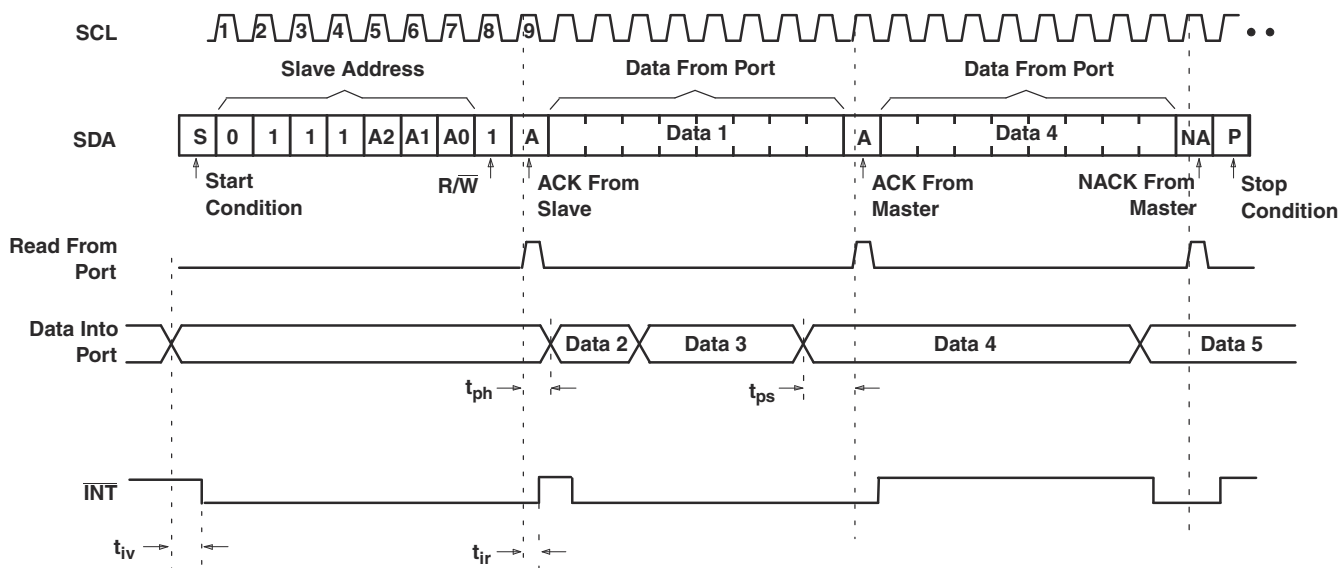 SCL
1 2 3 4 5 6 7 8 9
Slave Address
Data From Port
Data From Port
SDA
S 0 1 1 1 A2 A1 A0 1 A Data 1 A Data 4 NA P
Start
Condition
R/W̅
ACK From
Slave
ACK From
Master
NACK From
Master
Stop
Condition
Read From
Port
Data Into
Port
Data 2
Data 3
Data 4
Data 5
tph
tps
I̅N̅T̅
tiv
tir